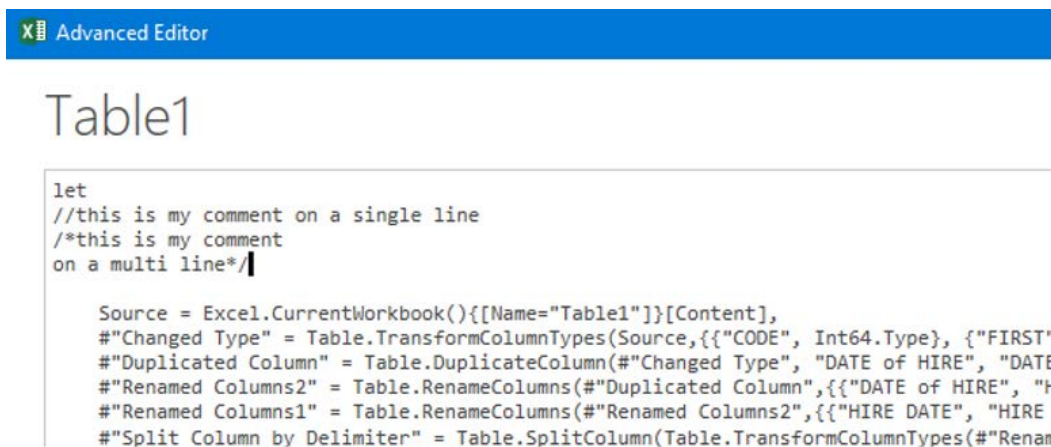 Advanced Editor
Table1
let
//this is my comment on a single line
/*this is my comment
on a multi line*/
Source = Excel.CurrentWorkbook(){[Name="Table1"]}[Content],
#"Changed Type" = Table.TransformColumnTypes(Source,{{"CODE", Int64.Type}, {"FIRST"
#"Duplicated Column" = Table.DuplicateColumn(#"Changed Type", "DATE of HIRE", "DATE
#"Renamed Columns2" = Table.RenameColumns(#"Duplicated Column",{{"DATE of HIRE", "H
#"Renamed Columns1" = Table.RenameColumns(#"Renamed Columns2",{{"HIRE DATE", "HIRE
#"Split Column by Delimiter" = Table.SplitColumn(Table.TransformColumnTypes(#"Renam